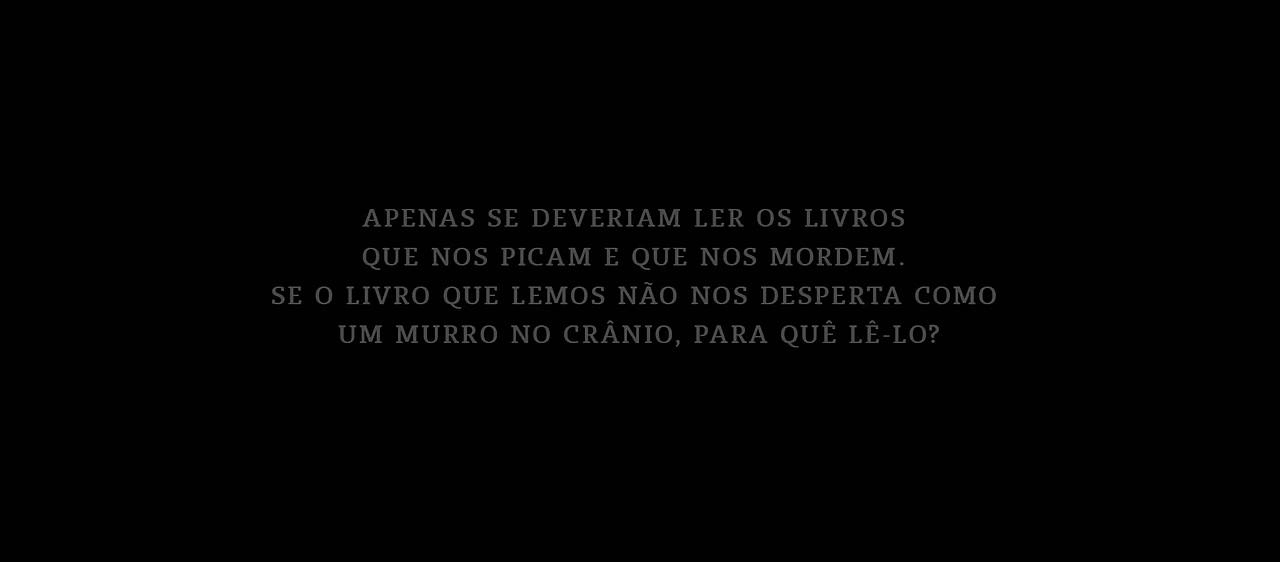 APENAS SE DEVERIAM LER OS LIVROS
QUE NOS PICAM E QUE NOS MORDEM.
SE O LIVRO QUE LEMOS NÃO NOS DESPERTA COMO
UM MURRO NO CRÂNIO, PARA QUÊ LÊ-LO?